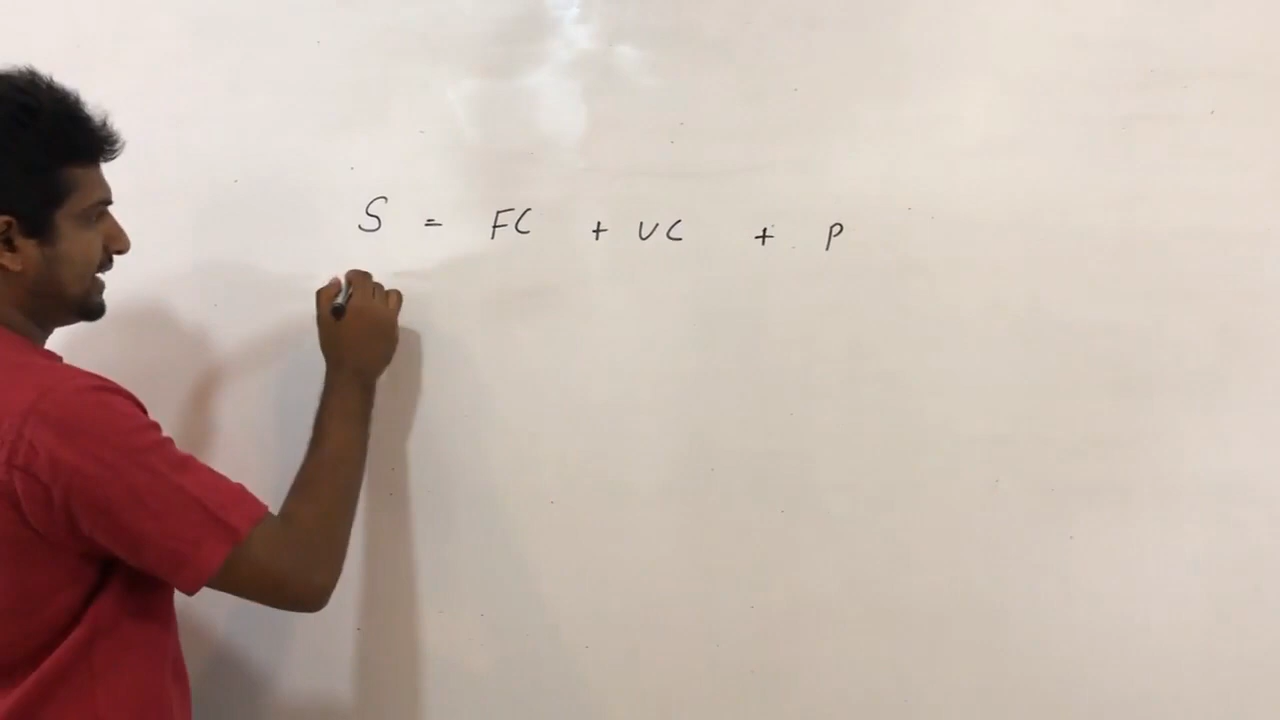 S = FC + VC + P